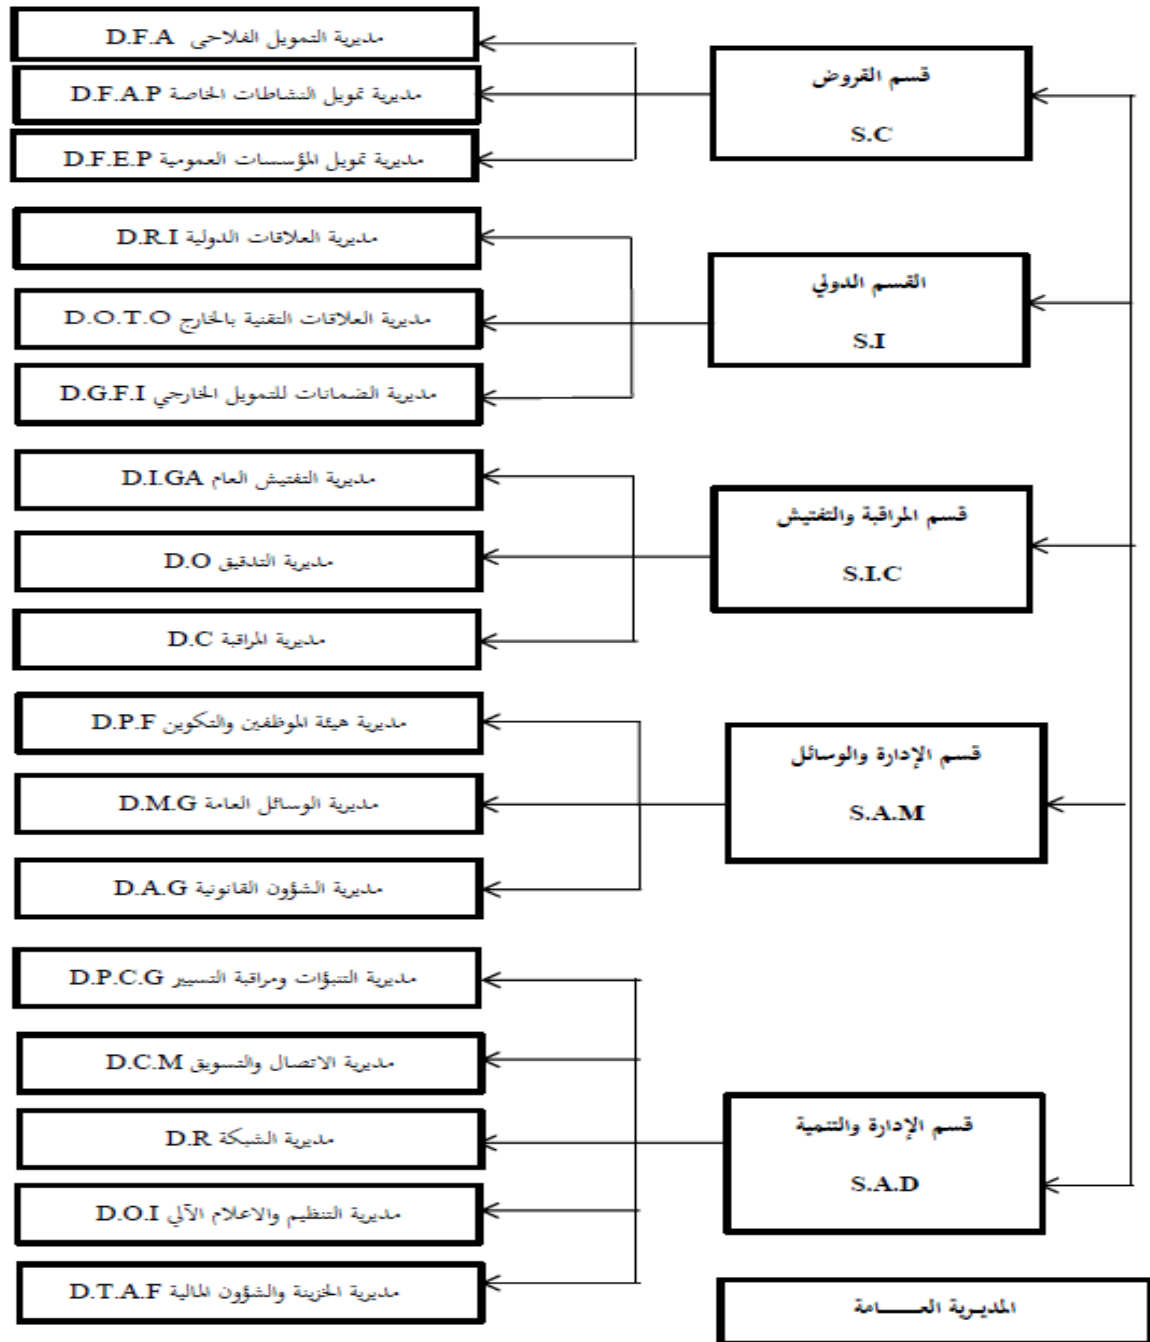 قسم القروض
S.C
مديرية التمويل الفلاحى D.F.A
مديرية تمويل النشاطات الخاصة D.F.A.P
مديرية تمويل المؤسسات العمومية D.F.E.P
القسم الدولي
S.I
مديرية العلاقات الدولية D.R.I
مديرية العلاقات التقنية بالخارج D.O.T.O
مديرية الضمانات للتمويل الخارجي D.G.F.I
قسم المراقبة والتفتيش
S.I.C
مديرية التفتيش العام D.I.GA
مديرية التدقيق D.O
مديرية المراقبة D.C
قسم الإدارة والوسائل
S.A.M
مديرية هيئة الموظفين والتكوين D.P.F
مديرية الوسائل العامة D.M.G
مديرية الشؤون القانونية D.A.G
قسم الإدارة والتنمية
S.A.D
مديرية التنبؤات ومراقبة التسيير D.P.C.G
مديرية الاتصال والتسويق D.C.M
مديرية الشبكة D.R
مديرية التنظيم والاعلام الآلي D.O.I
مديرية الخزينة والشؤون المالية D.T.A.F
المديرية العـــــامة